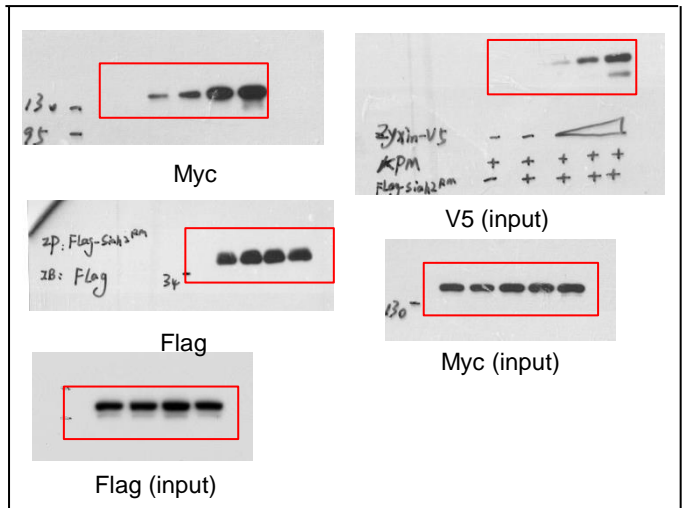 130 -
95 -
Myc
Zyxin-V5 - -
KPM + + + + +
Flag-Siah2RM - + + + +
V5 (input)
IP: Flag-Siah2RM
IB: Flag
34 -
Flag
130 -
Myc (input)
Flag (input)